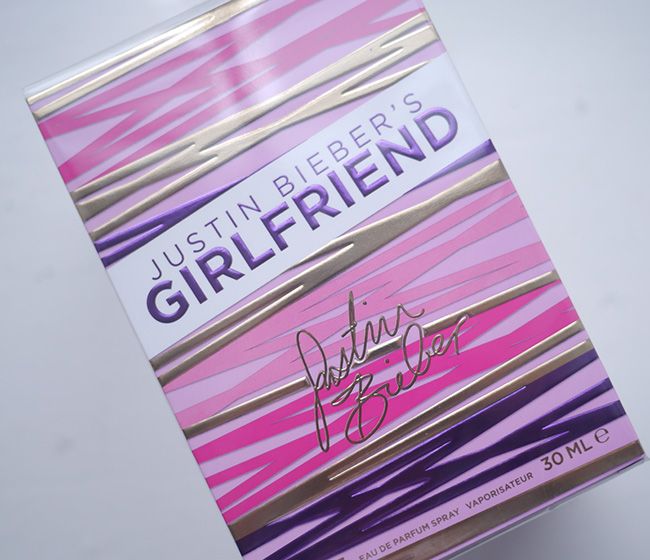 JUSTIN BIEBER'S
GIRLFRIEND
Justin
Bieber
EAU DE PARFUM SPRAY VAPORISATEUR 30 ML ℮